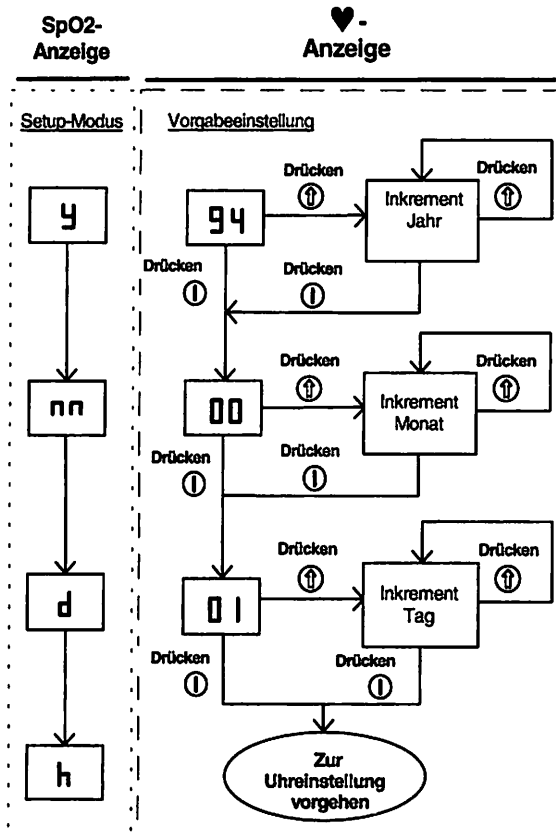 SpO2-
Anzeige
♥-
Anzeige
Setup-Modus
Vorgabeeinstellung
y
94
Drücken
Inkrement
Jahr
Drücken
Drücken
Drücken
nn
00
Drücken
Inkrement
Monat
Drücken
Drücken
Drücken
d
01
Drücken
Inkrement
Tag
Drücken
Drücken
Drücken
h
Zur
Uhreinstellung
vorgehen